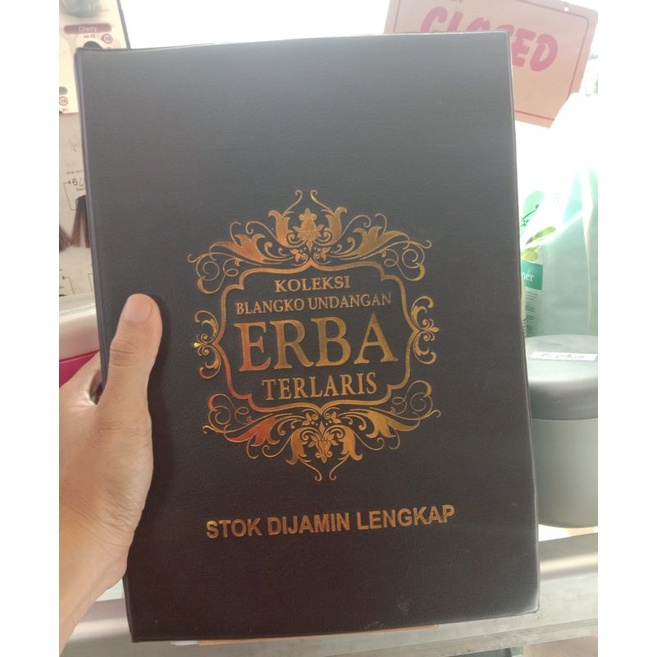 CLOSED
KOLEKSI
BLANGKO UNDANGAN
ERBA
TERLARIS
STOK DIJAMIN LENGKAP